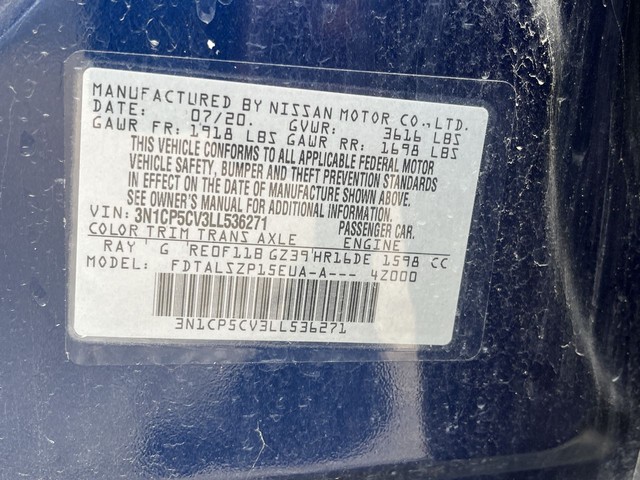 MANUFACTURED BY NISSAN MOTOR CO.,LTD.
DATE: 07/20. GVWR: 3616 LBS
GAWR FR: 1918 LBS GAWR RR: 1698 LBS
THIS VEHICLE CONFORMS TO ALL APPLICABLE FEDERAL MOTOR
VEHICLE SAFETY, BUMPER AND THEFT PREVENTION STANDARDS
IN EFFECT ON THE DATE OF MANUFACTURE SHOWN ABOVE.
SEE OWNER'S MANUAL FOR ADDITIONAL INFORMATION.
VIN: 3N1CP5CV3LL536271 PASSENGER CAR.
COLOR TRIM TRANS AXLE ENGINE
RAY G RE0F11B GZ39 HR16DE 1598 CC
MODEL: FDTALSZP15EUA-A--- 4Z000
3N1CP5CV3LL536271